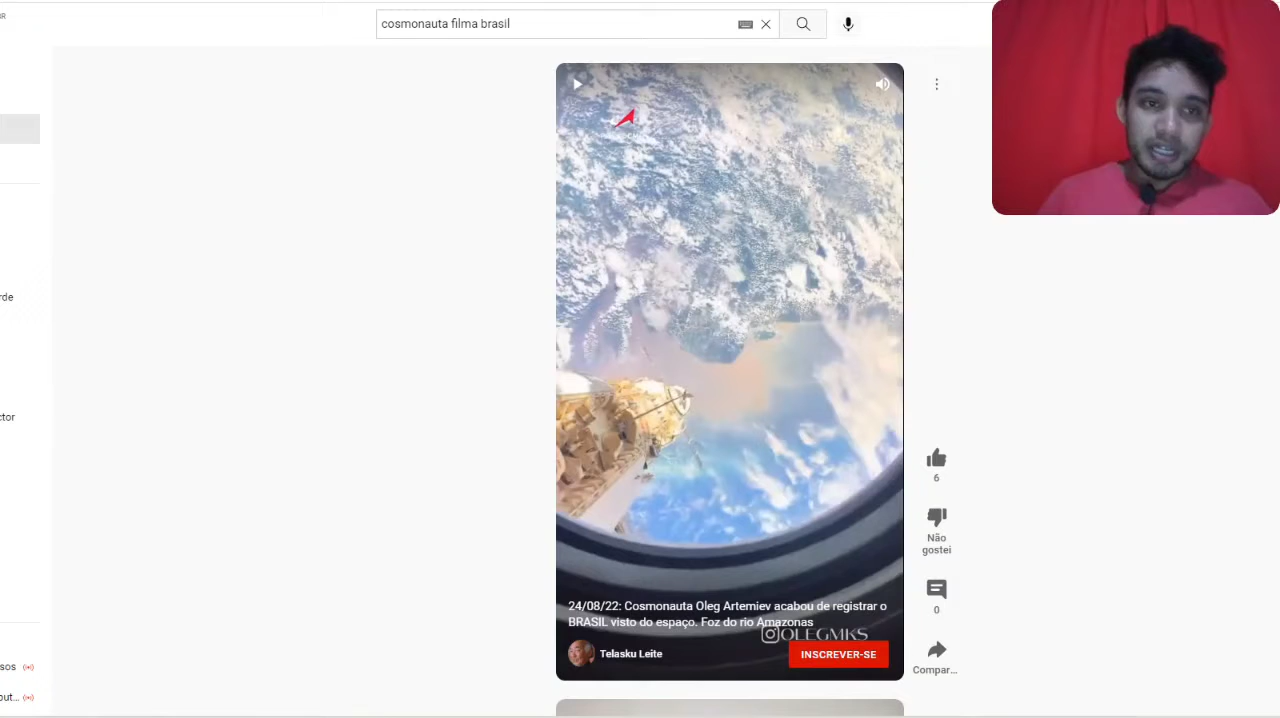 BR
cosmonauta filma brasil
rde
ctor
sos
out...
24/08/22: Cosmonauta Oleg Artemiev acabou de registrar o
BRASIL visto do espaço. Foz do rio Amazonas
OLEGMKS
Telasku Leite
INSCREVER-SE
6
Não
gostei
0
Compar...